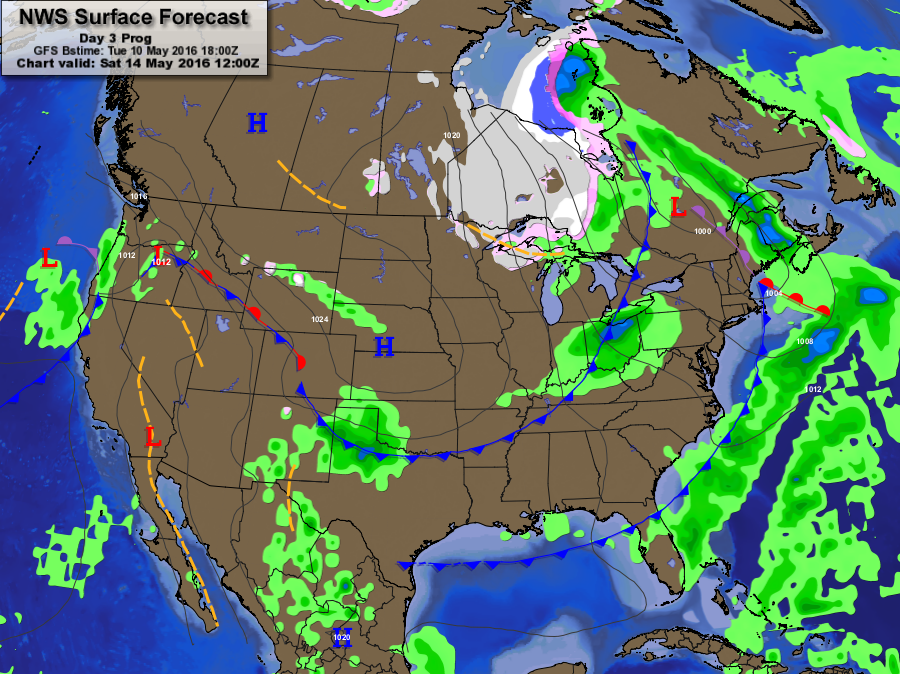 NWS Surface Forecast
Day 3 Prog
GFS Bstime: Tue 10 May 2016 18:00Z
Chart valid: Sat 14 May 2016 12:00Z
H
1020
1016
L
1000
L
1012
L
1012
1004
1024
H
1008
1012
L
H
1020